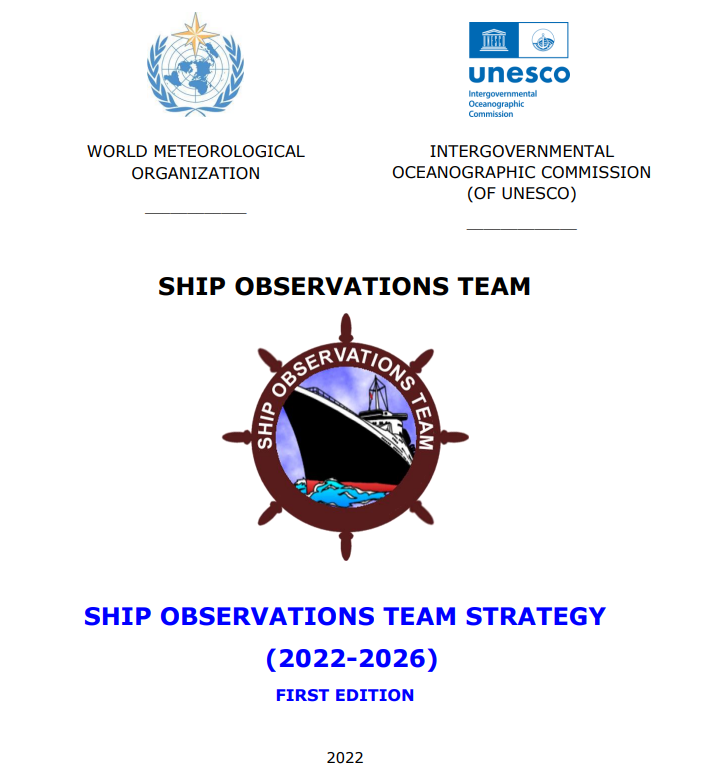 unesco
Intergovernmental
Oceanographic
Commission
WORLD METEOROLOGICAL
ORGANIZATION
INTERGOVERNMENTAL
OCEANOGRAPHIC COMMISSION
(OF UNESCO)
SHIP OBSERVATIONS TEAM
SHIP OBSERVATIONS TEAM
SHIP OBSERVATIONS TEAM STRATEGY
(2022-2026)
FIRST EDITION
2022